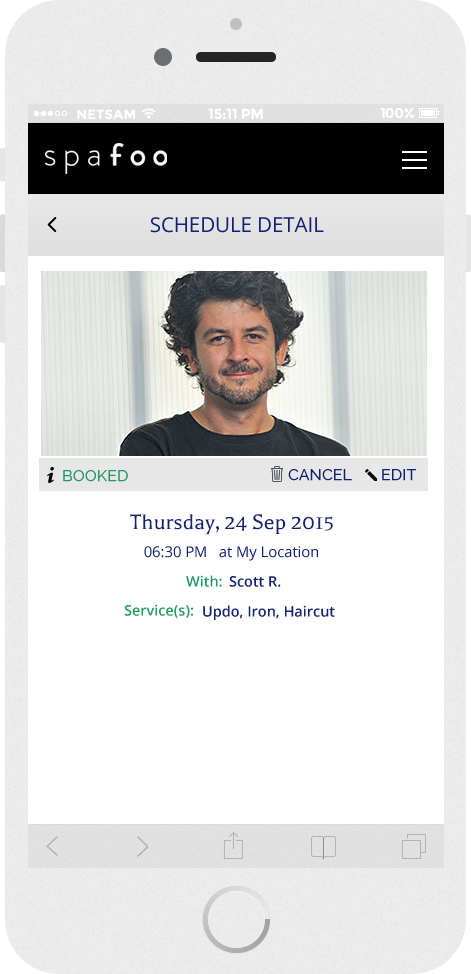 NETSAM 15:11 PM 100%
spafoo
SCHEDULE DETAIL
i BOOKED CANCEL EDIT
Thursday, 24 Sep 2015
06:30 PM at My Location
With: Scott R.
Service(s): Updo, Iron, Haircut